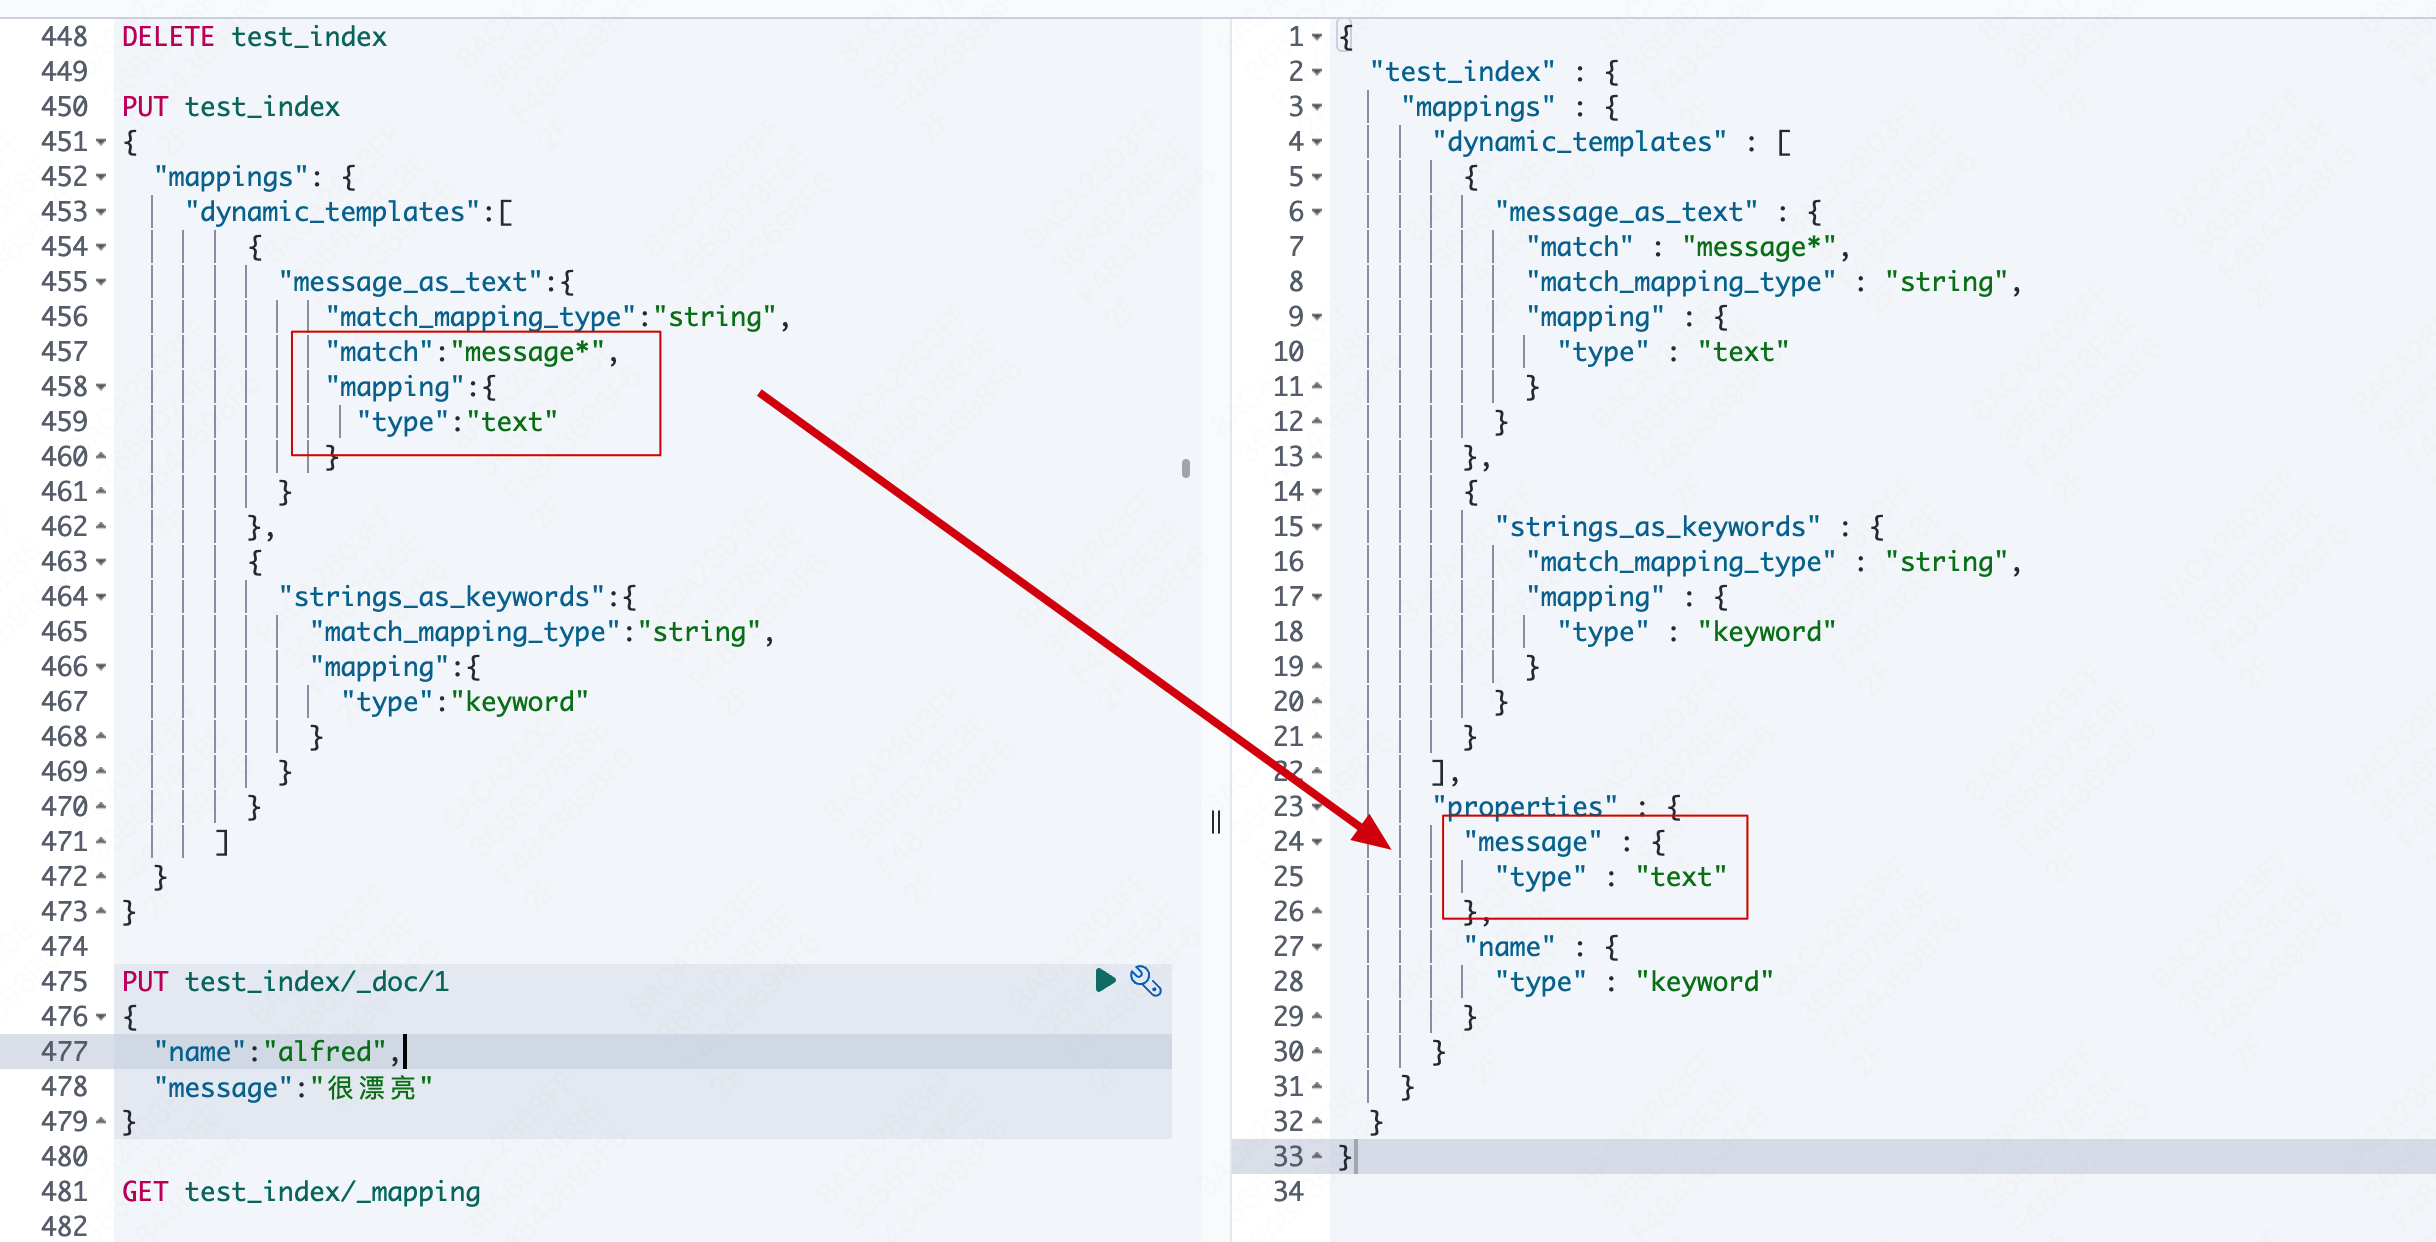 448 DELETE test_index
449
450 PUT test_index
451 {
452 "mappings": {
453 "dynamic_templates":[
454 {
455 "message_as_text":{
456 "match_mapping_type":"string",
457 "match":"message*",
458 "mapping":{
459 "type":"text"
460 }
461 }
462 },
463 {
464 "strings_as_keywords":{
465 "match_mapping_type":"string",
466 "mapping":{
467 "type":"keyword"
468 }
469 }
470 }
471 ]
472 }
473 }
474
475 PUT test_index/_doc/1
476 {
477 "name":"alfred",
478 "message":"很漂亮"
479 }
480
481 GET test_index/_mapping
482
1 {
2 "test_index" : {
3 "mappings" : {
4 "dynamic_templates" : [
5 {
6 "message_as_text" : {
7 "match" : "message*",
8 "match_mapping_type" : "string",
9 "mapping" : {
10 "type" : "text"
11 }
12 }
13 },
14 {
15 "strings_as_keywords" : {
16 "match_mapping_type" : "string",
17 "mapping" : {
18 "type" : "keyword"
19 }
20 }
21 }
22 ],
23 "properties" : {
24 "message" : {
25 "type" : "text"
26 },
27 "name" : {
28 "type" : "keyword"
29 }
30 }
31 }
32 }
33 }
34